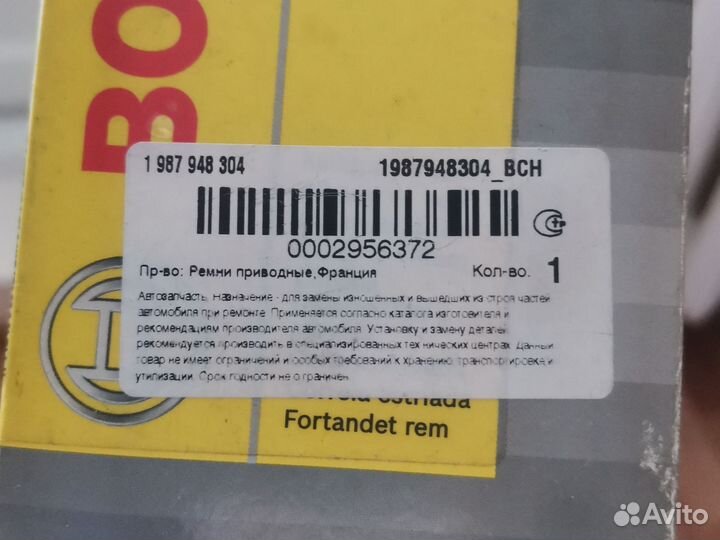 BO
1 987 948 304
1987948304_BCH
0002956372
Пр-во: Ремни приводные,Франция
Кол-во. 1
Автозапчасть. Назначение - для замены изношенных и вышедших из строя частей
автомобиля при ремонте. Применяется согласно каталога изготовителя и
рекомендациям производителя автомобиля. Установку и замену деталей
рекомендуется производить в специализированных технических центрах. Данный
товар не имеет ограничений и особых требований к хранению, транспортировке и
утилизации. Срок годности не ограничен.
estriada
Fortandet rem
Avito